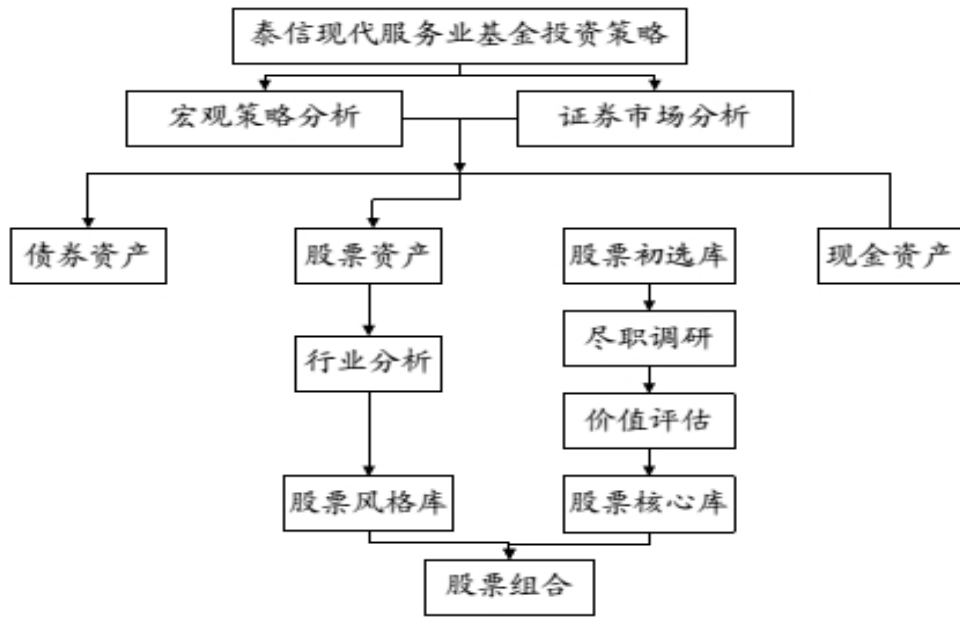 泰信现代服务业基金投资策略
宏观策略分析
证券市场分析
债券资产
股票资产
股票初选库
现金资产
尽职调研
行业分析
价值评估
股票风格库
股票核心库
股票组合